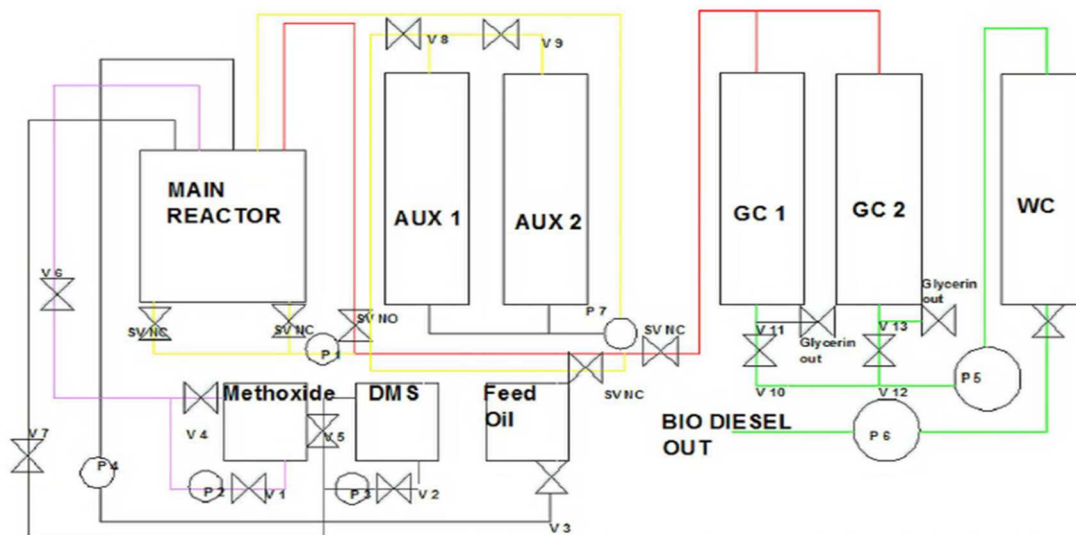 V 8
V 9
MAIN
REACTOR
AUX 1
AUX 2
GC 1
GC 2
WC
V 6
P 7
Glycerin
out
SV NC
SV NC
SV NO
P 1
SV NC
V 11
V 13
Glycerin
out
Methoxide
DMS
Feed
Oil
SV NC
V 10
V 12
P 5
V 7
V 4
V 5
BIO DIESEL
OUT
P 6
P 4
P 2
V 1
P 3
V 2
V 3